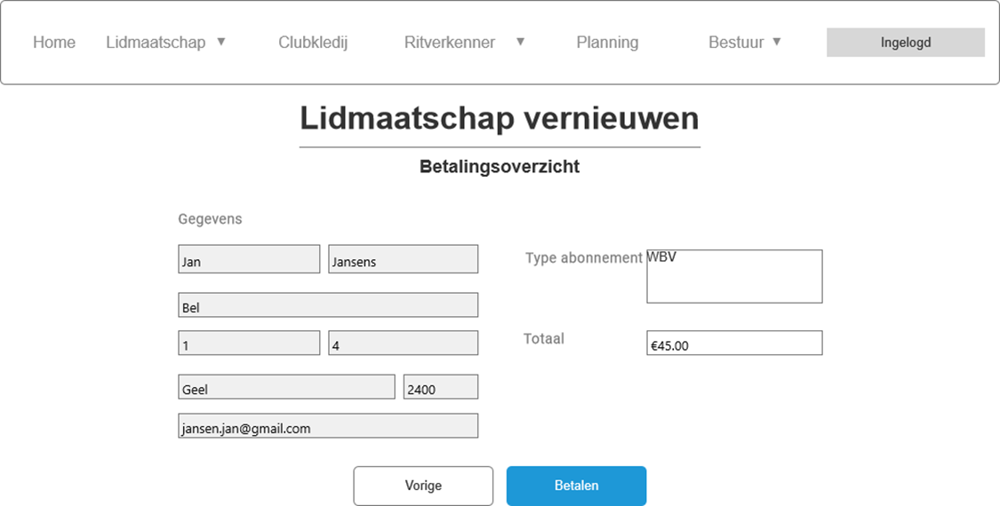 Home Lidmaatschap ▼ Clubkledij Ritverkenner ▼ Planning Bestuur ▼ Ingelogd
Lidmaatschap vernieuwen
Betalingsoverzicht
Gegevens
Jan Jansens
Type abonnement WBV
Bel
1 4
Totaal €45.00
Geel 2400
jansen.jan@gmail.com
Vorige Betalen